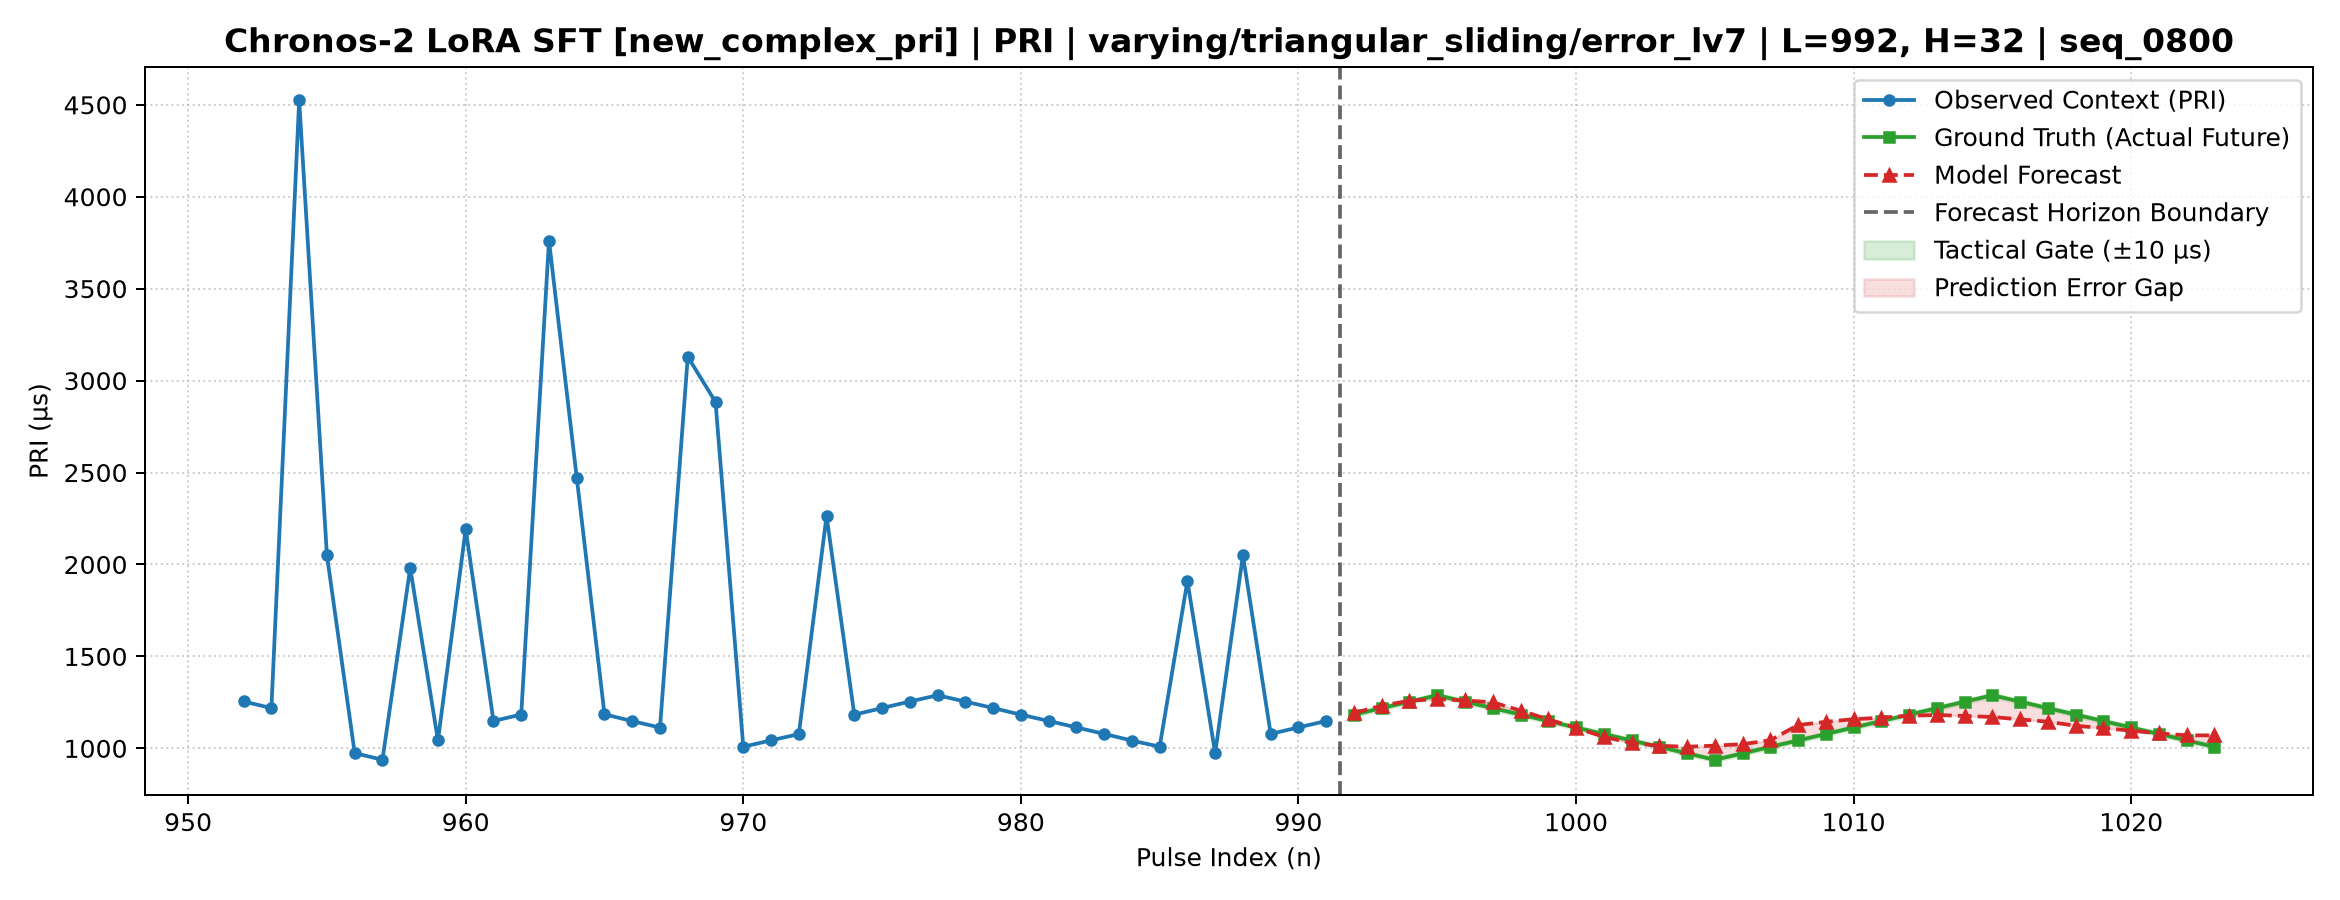 Chronos-2 LoRA SFT [new_complex_pri] | PRI | varying/triangular_sliding/error_lv7 | L=992, H=32 | seq_0800
PRI (µs)
4500
4000
3500
3000
2500
2000
1500
1000
Observed Context (PRI)
Ground Truth (Actual Future)
Model Forecast
Forecast Horizon Boundary
Tactical Gate (±10 µs)
Prediction Error Gap
950 960 970 980 990 1000 1010 1020
Pulse Index (n)